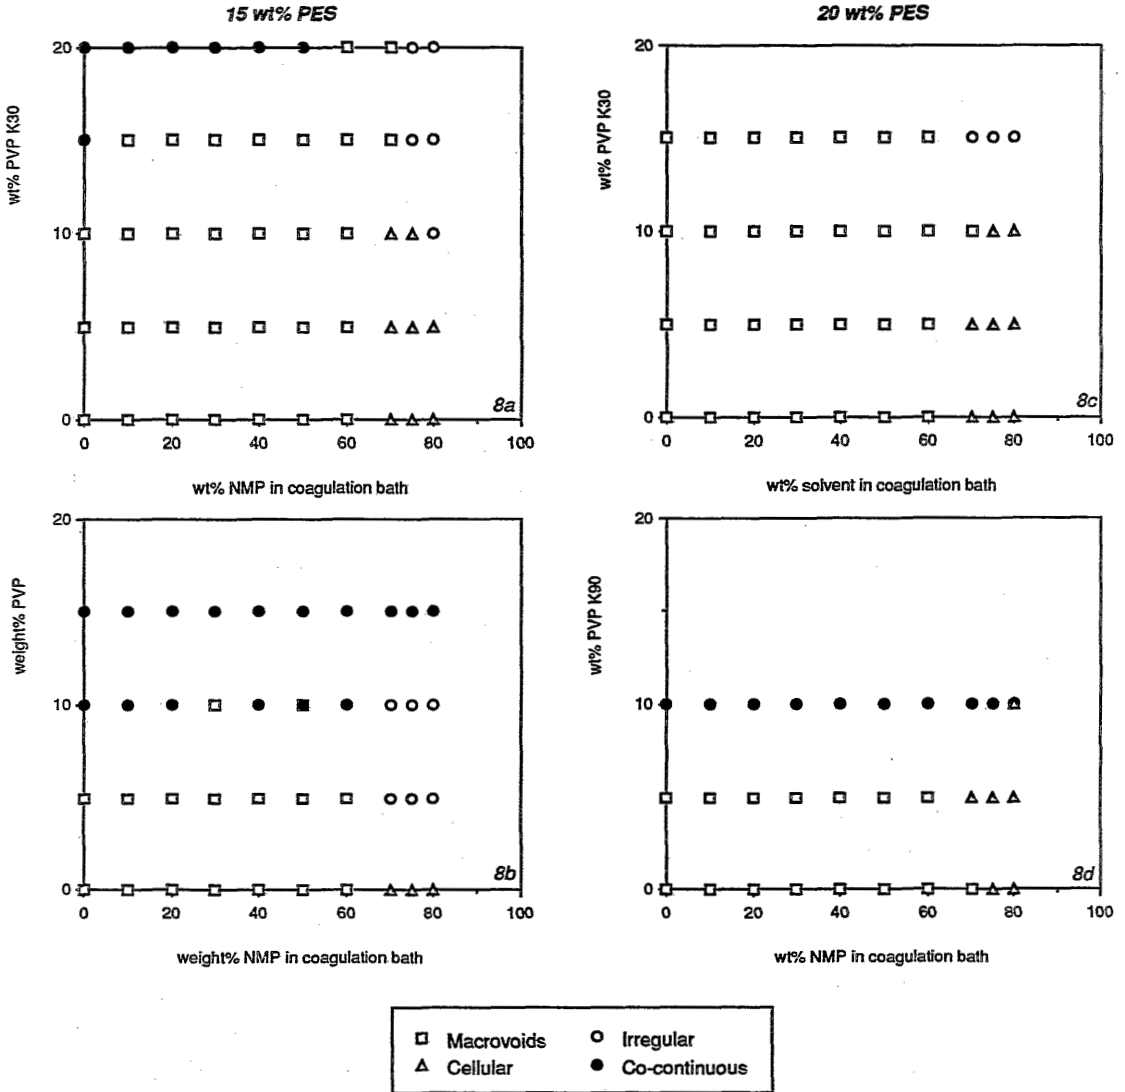 15 wt% PES
20 wt% PES
20
10
0
wt% PVP K30
0 20 40 60 80 100
wt% NMP in coagulation bath
8a
20
10
0
wt% PVP K30
0 20 40 60 80 100
wt% solvent in coagulation bath
8c
20
10
0
weight% PVP
0 20 40 60 80 100
weight% NMP in coagulation bath
8b
20
10
0
wt% PVP K90
0 20 40 60 80 100
wt% NMP in coagulation bath
8d
Macrovoids
Irregular
Cellular
Co-continuous